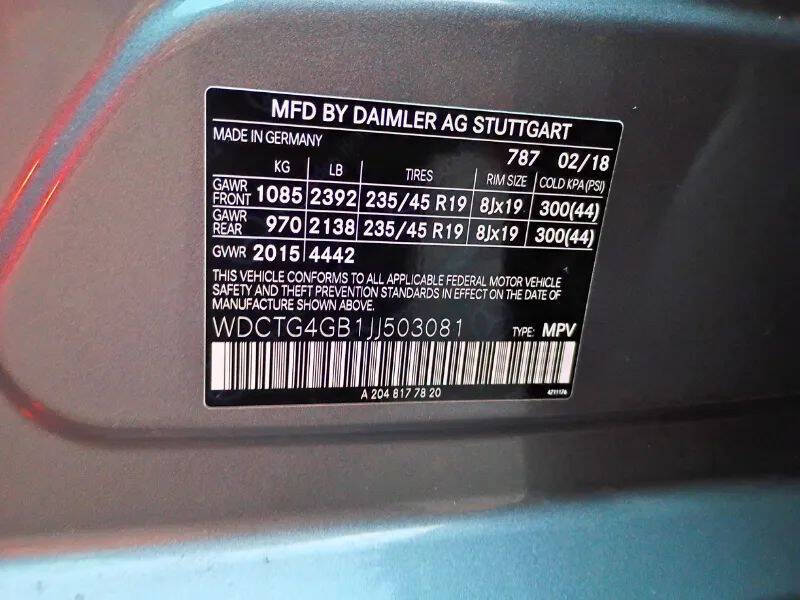 MFD BY DAIMLER AG STUTTGART
MADE IN GERMANY
787 02/18
KG LB TIRES RIM SIZE COLD KPA(PSI)
GAWR FRONT 1085 2392 235/45 R19 8Jx19 300(44)
GAWR REAR 970 2138 235/45 R19 8Jx19 300(44)
GVWR 2015 4442
THIS VEHICLE CONFORMS TO ALL APPLICABLE FEDERAL MOTOR VEHICLE
SAFETY AND THEFT PREVENTION STANDARDS IN EFFECT ON THE DATE OF
MANUFACTURE SHOWN ABOVE.
WDCTG4GB1JJ503081 TYPE: MPV
A 204 817 78 20